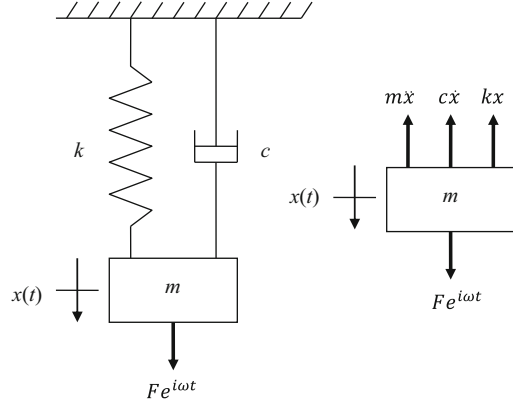 k
c
x(t)
m
Fe^{iωt}
mẍ cẋ kx
x(t)
m
Fe^{iωt}